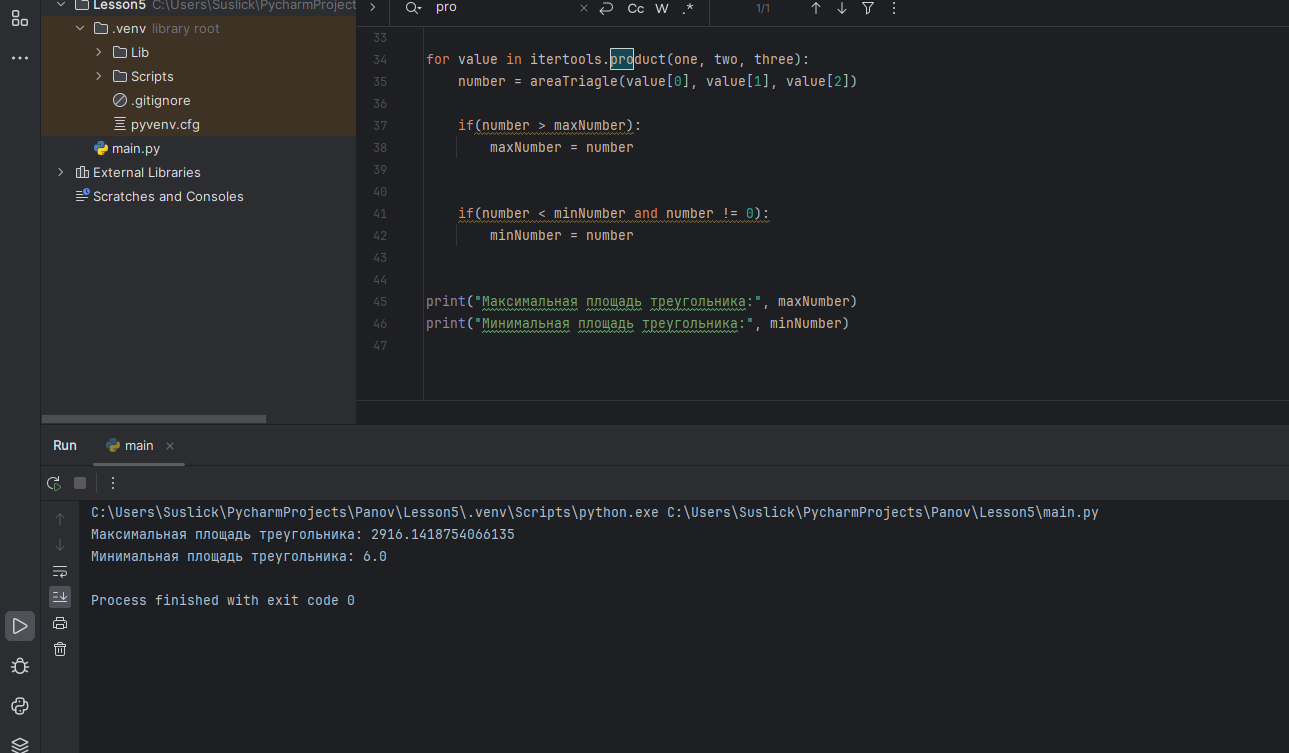 Lesson5 C:\Users\Suslick\PycharmProject
.venv library root
Lib
Scripts
.gitignore
pyvenv.cfg
main.py
External Libraries
Scratches and Consoles
pro
Cc W .*
1/1
33
34 for value in itertools.product(one, two, three):
35 number = areaTriagle(value[0], value[1], value[2])
36
37 if(number > maxNumber):
38 maxNumber = number
39
40
41 if(number < minNumber and number != 0):
42 minNumber = number
43
44
45 print("Максимальная площадь треугольника:", maxNumber)
46 print("Минимальная площадь треугольника:", minNumber)
47
Run main
C:\Users\Suslick\PycharmProjects\Panov\Lesson5\.venv\Scripts\python.exe C:\Users\Suslick\PycharmProjects\Panov\Lesson5\main.py
Максимальная площадь треугольника: 2916.1418754066135
Минимальная площадь треугольника: 6.0
Process finished with exit code 0